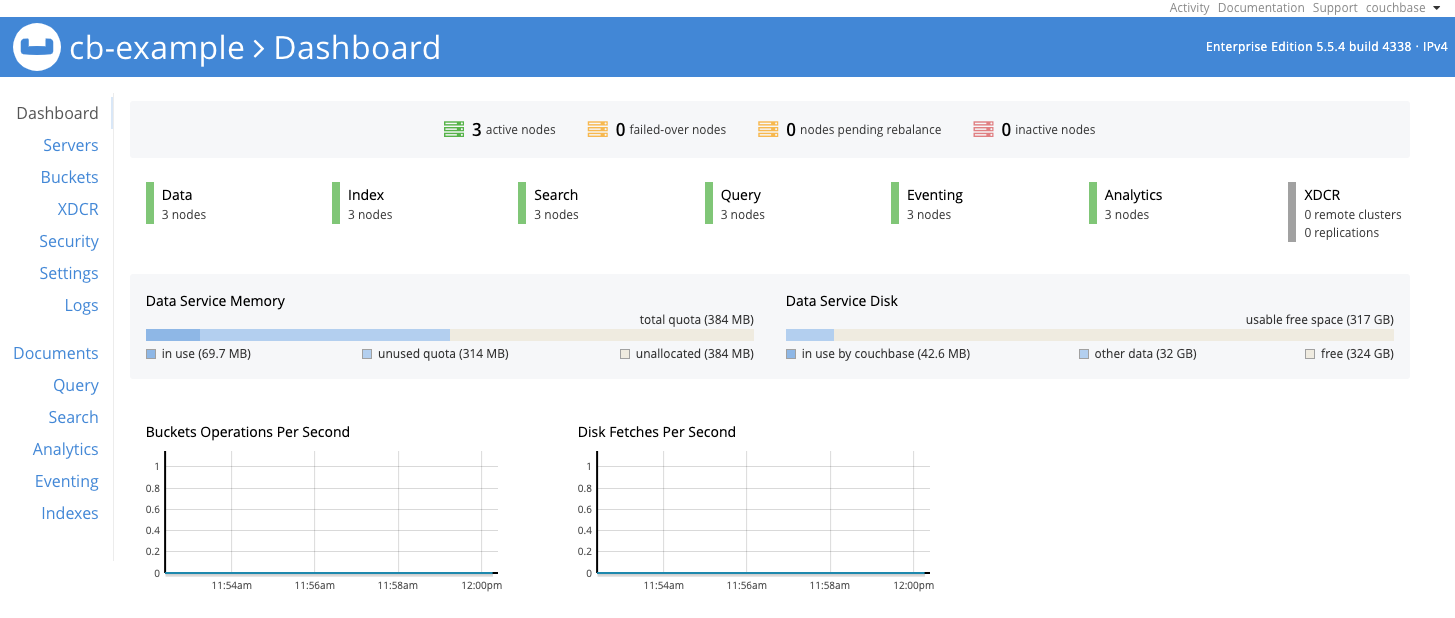 Activity Documentation Support couchbase
cb-example > Dashboard
Enterprise Edition 5.5.4 build 4338 · IPv4
Dashboard
Servers
Buckets
XDCR
Security
Settings
Logs
Documents
Query
Search
Analytics
Eventing
Indexes
3 active nodes 0 failed-over nodes 0 nodes pending rebalance 0 inactive nodes
Data
3 nodes
Index
3 nodes
Search
3 nodes
Query
3 nodes
Eventing
3 nodes
Analytics
3 nodes
XDCR
0 remote clusters
0 replications
Data Service Memory
total quota (384 MB)
in use (69.7 MB) unused quota (314 MB) unallocated (384 MB)
Data Service Disk
usable free space (317 GB)
in use by couchbase (42.6 MB) other data (32 GB) free (324 GB)
Buckets Operations Per Second
1
0.8
0.6
0.4
0.2
0
11:54am 11:56am 11:58am 12:00pm
Disk Fetches Per Second
1
0.8
0.6
0.4
0.2
0
11:54am 11:56am 11:58am 12:00pm